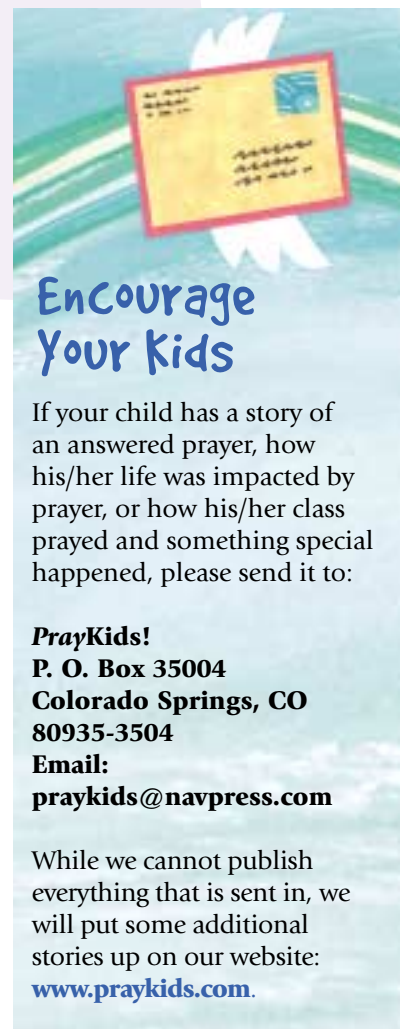 Encourage
Your Kids
If your child has a story of
an answered prayer, how
his/her life was impacted by
prayer, or how his/her class
prayed and something special
happened, please send it to:
PrayKids!
P. O. Box 35004
Colorado Springs, CO
80935-3504
Email:
praykids@navpress.com
While we cannot publish
everything that is sent in, we
will put some additional
stories up on our website:
www.praykids.com.